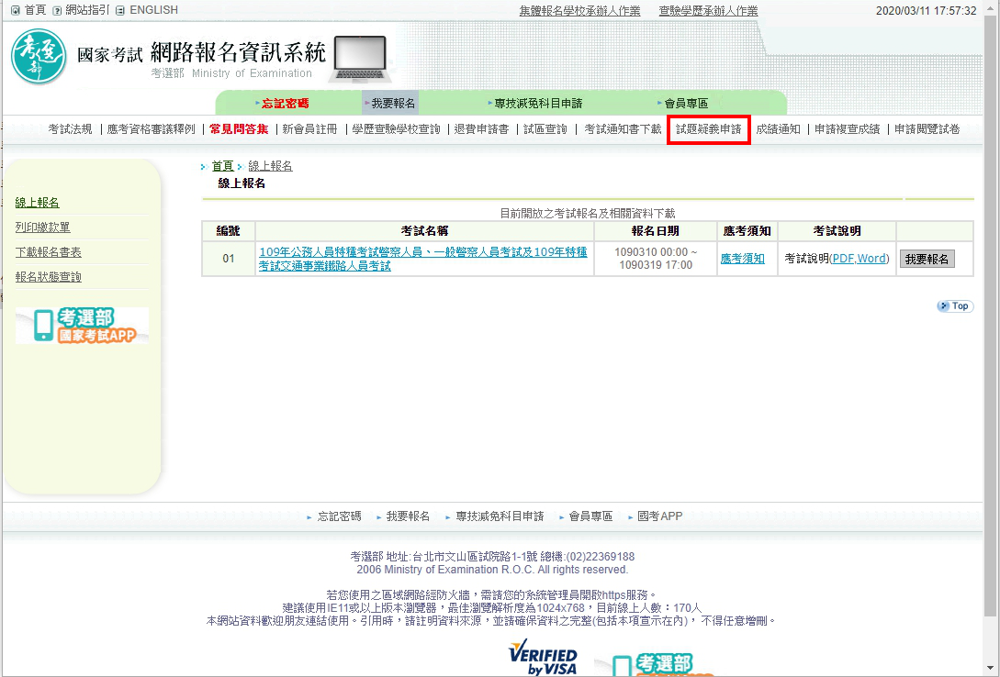 首頁 網站指引 ENGLISH 集體報名學校承辦人作業 查驗學歷承辦人作業 2020/03/11 17:57:32
考選部 國家考試 網路報名資訊系統
考選部 Ministry of Examination
忘記密碼 我要報名 專技減免科目申請 會員專區
考試法規 | 應考資格審議釋例 | 常見問答集 | 新會員註冊 | 學歷查驗學校查詢 | 退費申請書 | 試區查詢 | 考試通知書下載 試題疑義申請 成績通知 | 申請複查成績 | 申請閱覽試卷
首頁 線上報名
線上報名
線上報名
列印繳款單
下載報名書表
報名狀態查詢
考選部
國家考試APP
目前開放之考試報名及相關資料下載
編號 考試名稱 報名日期 應考須知 考試說明
01 109年公務人員特種考試警察人員、一般警察人員考試及109年特種考試交通事業鐵路人員考試 1090310 00:00 ~ 1090319 17:00 應考須知 考試說明(PDF,Word) 我要報名
Top
忘記密碼 我要報名 專技減免科目申請 會員專區 國考APP
考選部 地址:台北市文山區試院路1-1號 總機:(02)22369188
2006 Ministry of Examination R.O.C. All rights reserved.
若您使用之區域網路經防火牆，需請您的系統管理員開啟https服務。
建議使用IE11或以上版本瀏覽器，最佳瀏覽解析度為1024x768，目前線上人數：170人
本網站資料歡迎朋友連結使用。引用時，請註明資料來源，並請確保資料之完整(包括本項宣示在內)， 不得任意增刪。
VERIFIED
by VISA
考選部